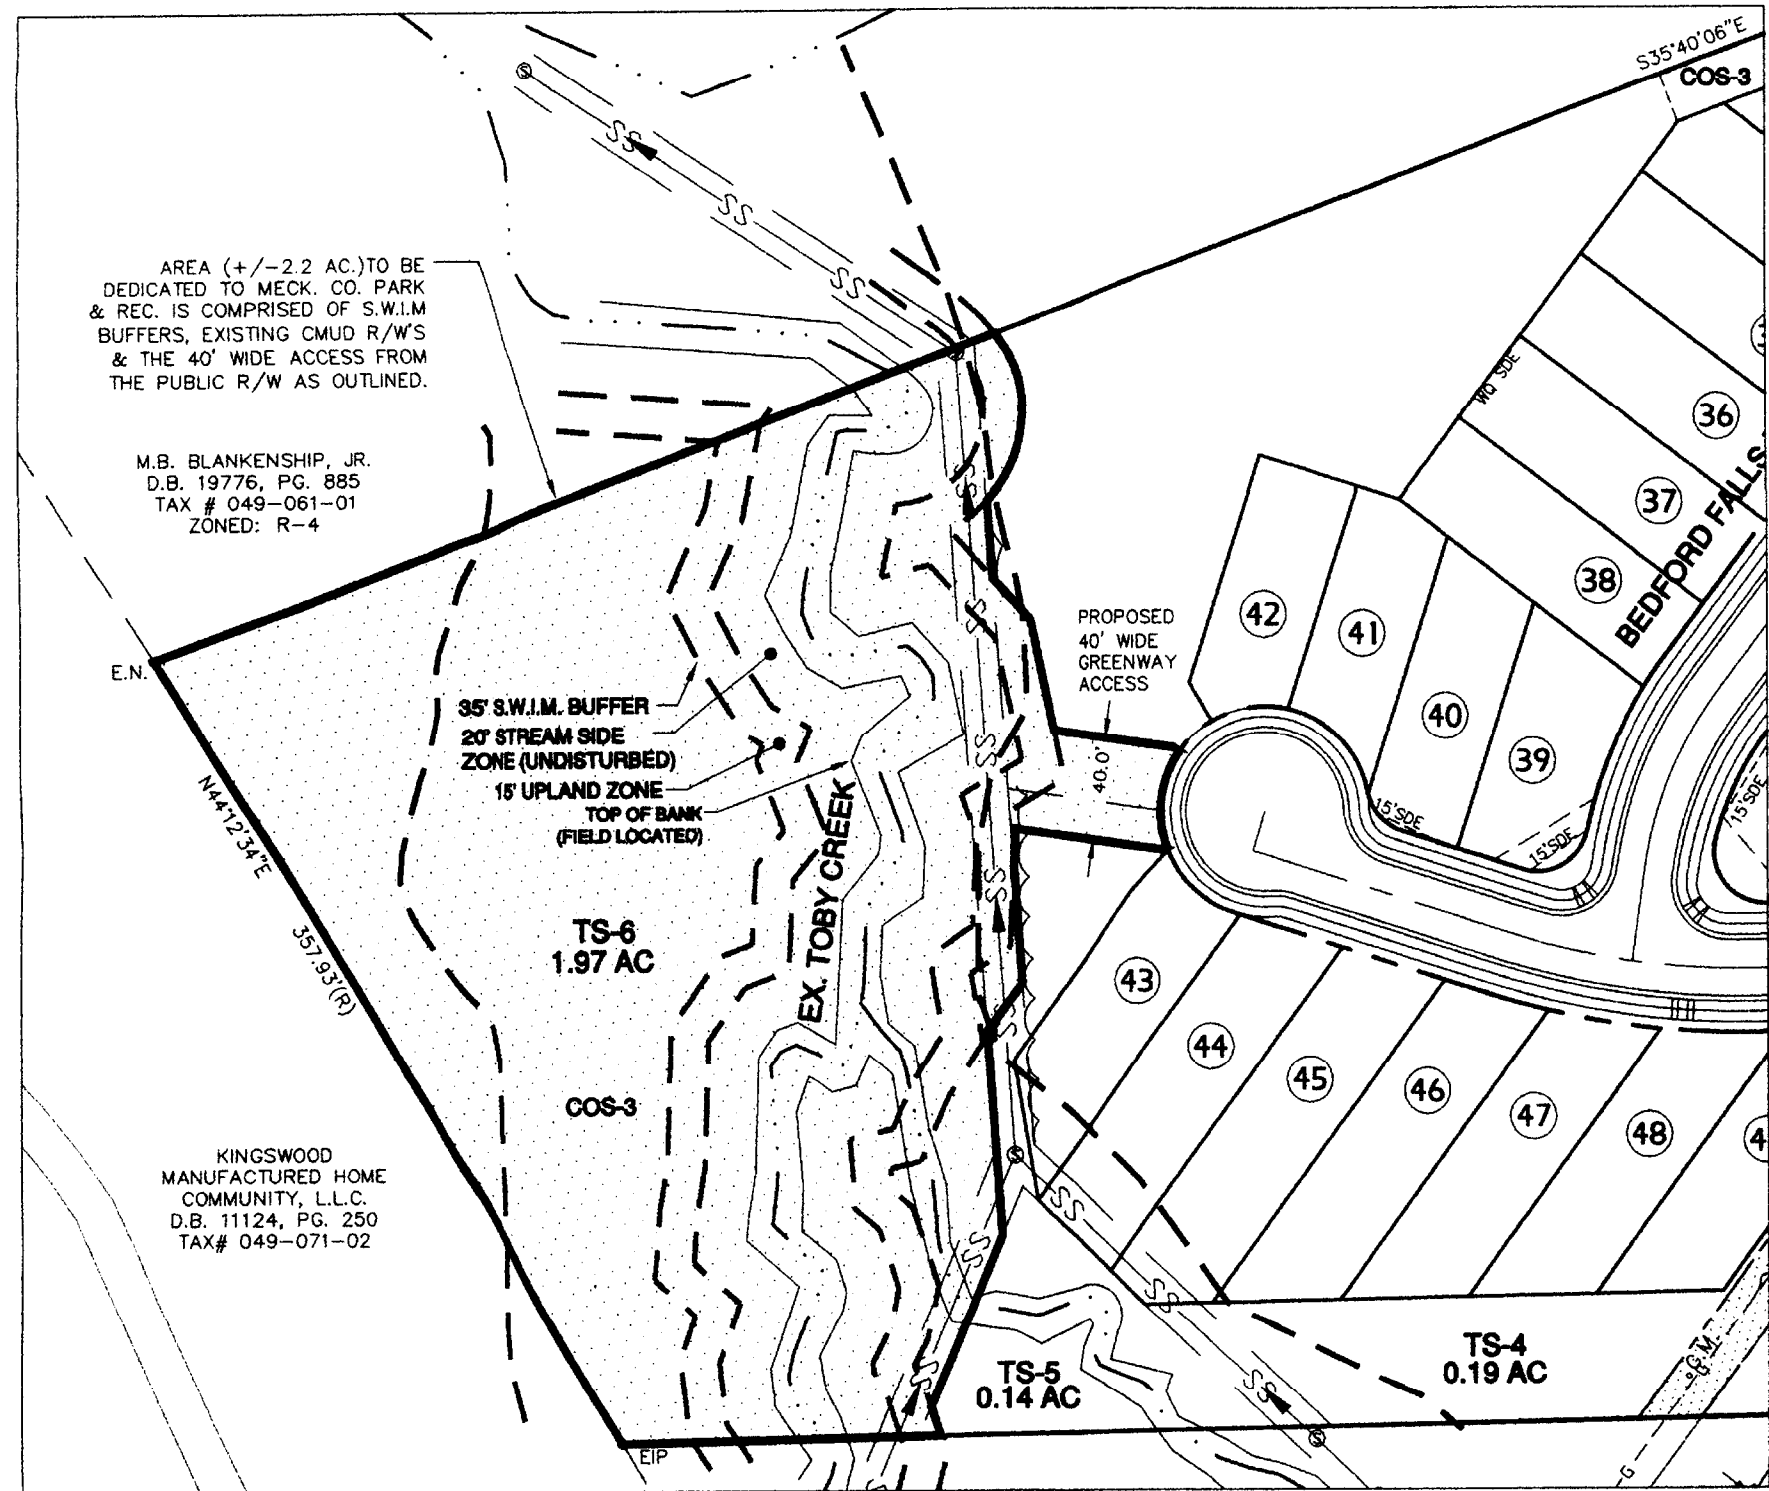 S35°40'06"E
COS-3
AREA (+/-2.2 AC.)TO BE
DEDICATED TO MECK. CO. PARK
& REC. IS COMPRISED OF S.W.I.M
BUFFERS, EXISTING CMUD R/W'S
& THE 40' WIDE ACCESS FROM
THE PUBLIC R/W AS OUTLINED.
M.B. BLANKENSHIP, JR.
D.B. 19776, PG. 885
TAX # 049-061-01
ZONED: R-4
E.N.
N44°12'34"E
357.93'(R)
35' S.W.I.M. BUFFER
20' STREAM SIDE
ZONE (UNDISTURBED)
15' UPLAND ZONE
TOP OF BANK
(FIELD LOCATED)
EX. TOBY CREEK
TS-6
1.97 AC
COS-3
KINGSWOOD
MANUFACTURED HOME
COMMUNITY, L.L.C.
D.B. 11124, PG. 250
TAX# 049-071-02
EIP
PROPOSED
40' WIDE
GREENWAY
ACCESS
40.0'
WQ SDE
36
37
38
BEDFORD FALLS
42
41
40
39
15'SDE
15'SDE
15'SDE
43
44
45
46
47
48
TS-5
0.14 AC
TS-4
0.19 AC
SS
SS
SS
SS
SS
SS
SS
SS
SS
SS
SS
SS
S
S
S
S
G